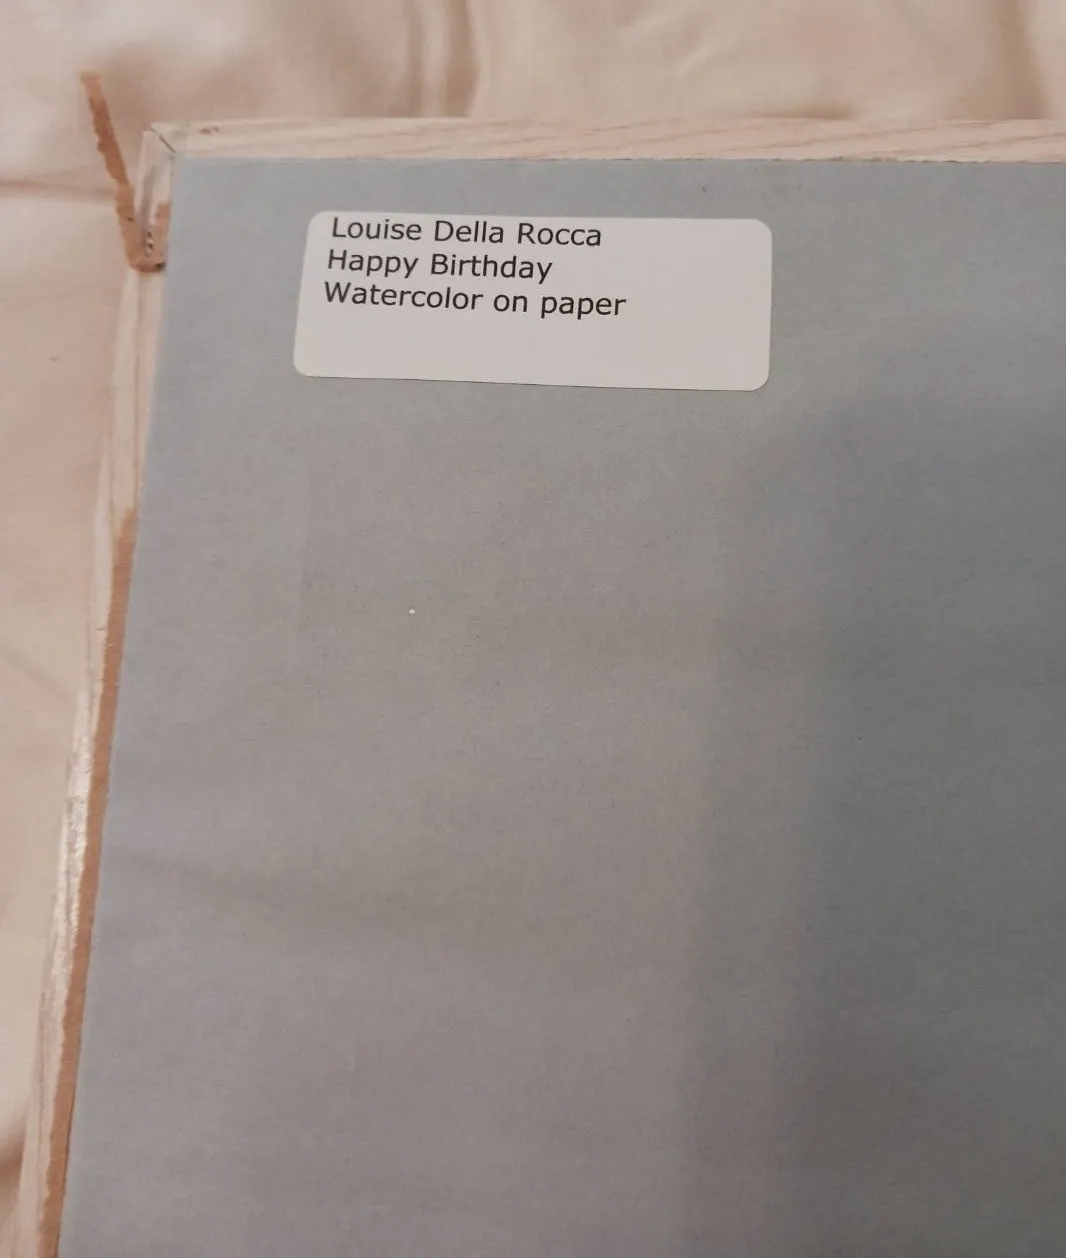 Louise Della Rocca
Happy Birthday
Watercolor on paper